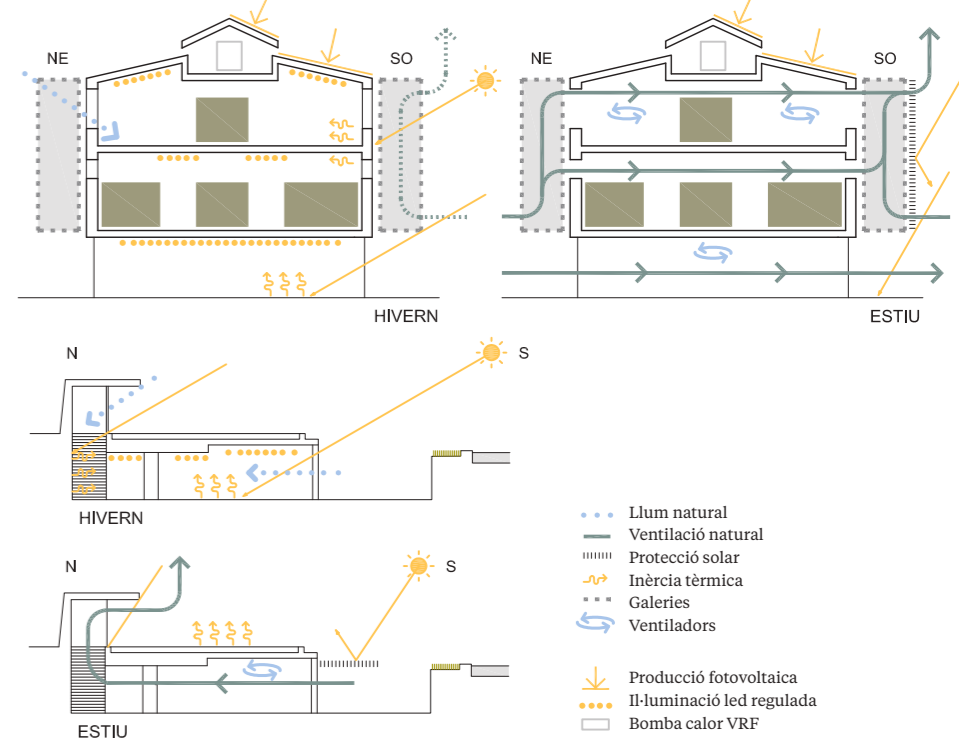 NE
SO
HIVERN
NE
SO
ESTIU
N
S
HIVERN
N
S
ESTIU
Llum natural
Ventilació natural
Protecció solar
Inèrcia tèrmica
Galeries
Ventiladors
Producció fotovoltaica
Il·luminació led regulada
Bomba calor VRF